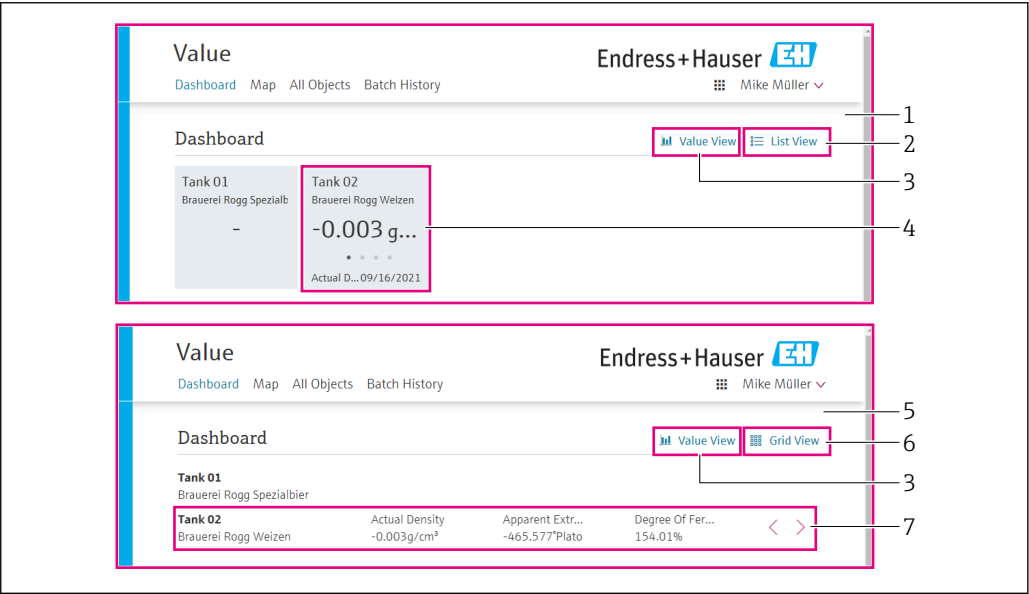 Value
Endress+Hauser EH
Dashboard Map All Objects Batch History
Mike Müller
1
Dashboard
Value View
List View
2
Tank 01
Brauerei Rogg Spezialb
-
Tank 02
Brauerei Rogg Weizen
-0.003 g...
Actual D... 09/16/2021
3
4
Value
Endress+Hauser EH
Dashboard Map All Objects Batch History
Mike Müller
5
Dashboard
Value View
Grid View
6
Tank 01
Brauerei Rogg Spezialbier
3
Tank 02 Actual Density Apparent Extr... Degree Of Fer...
Brauerei Rogg Weizen -0.003g/cm³ -465.577°Plato 154.01%
7